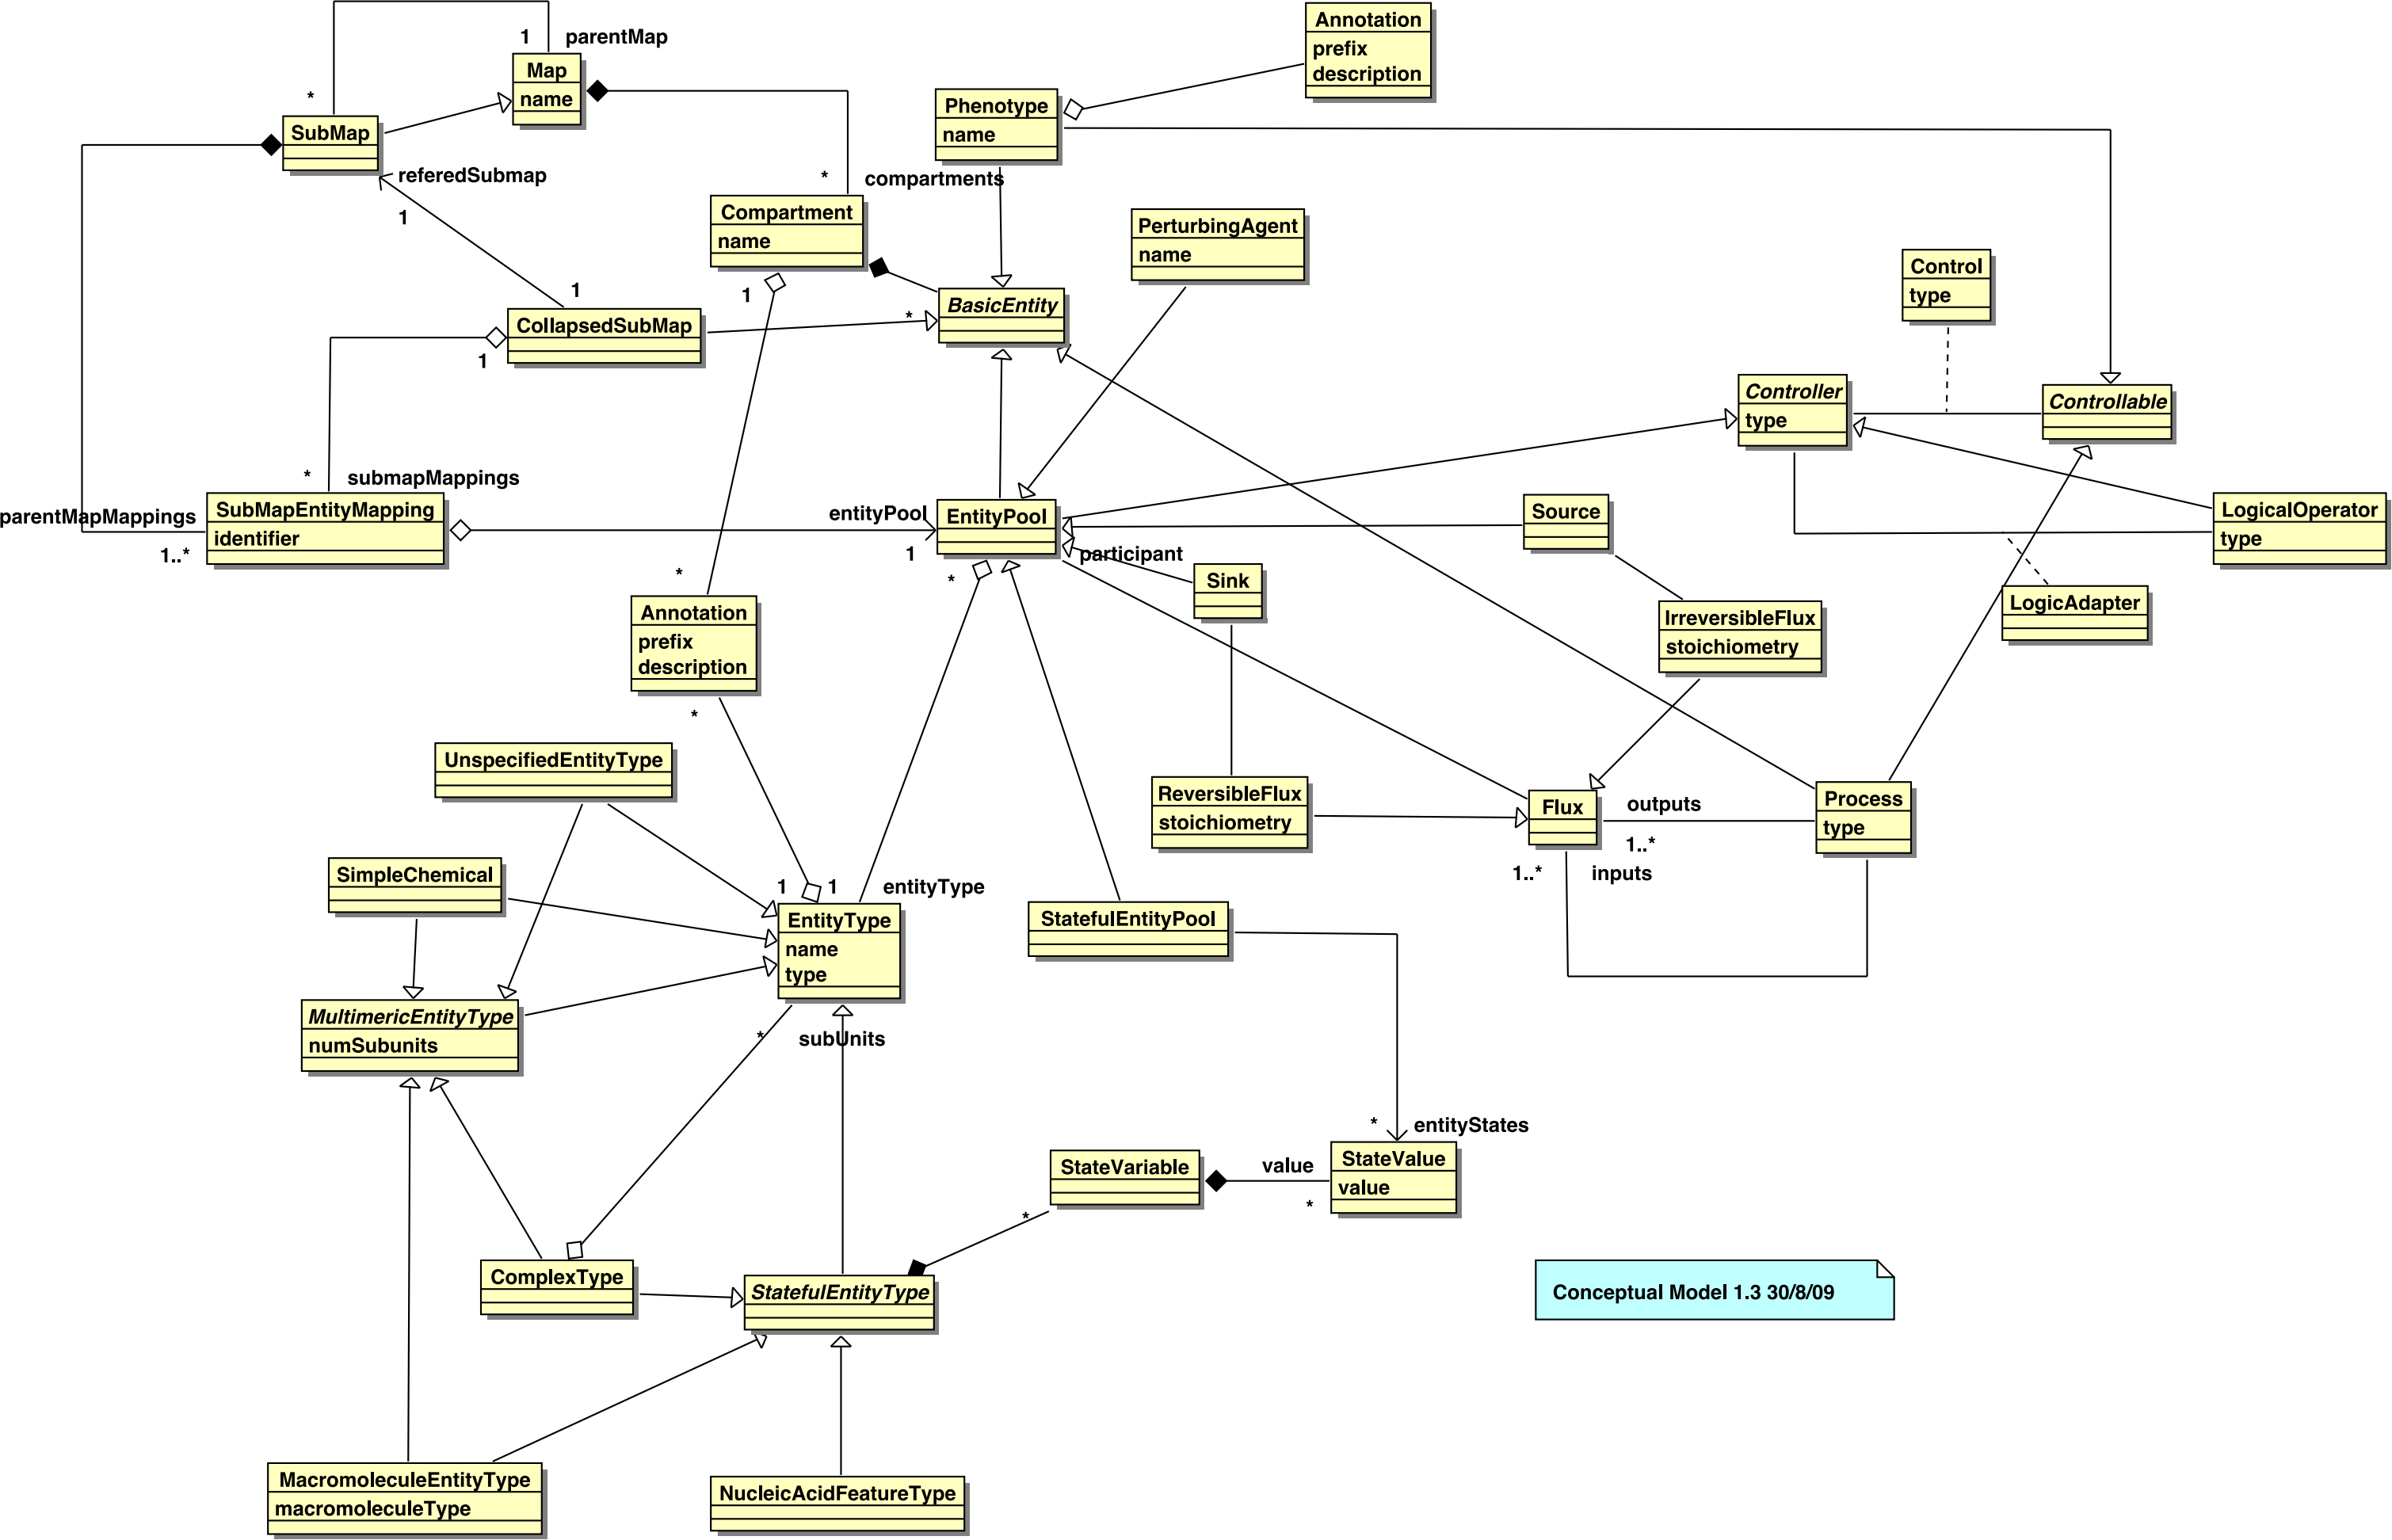 1
parentMap
Map
name
*
SubMap
Annotation
prefix
description
Phenotype
name
referedSubmap
1
*
compartments
Compartment
name
PerturbingAgent
name
Control
type
1
1
CollapsedSubMap
1
BasicEntity
*
Controller
type
Controllable
*
submapMappings
SubMapEntityMapping
identifier
parentMapMappings
1..*
entityPool
1
EntityPool
participant
*
Source
Sink
LogicalOperator
type
LogicAdapter
IrreversibleFlux
stoichiometry
*
Annotation
prefix
description
*
UnspecifiedEntityType
SimpleChemical
1
1
entityType
EntityType
name
type
ReversibleFlux
stoichiometry
Flux
outputs
1..*
1..*
inputs
Process
type
StatefulEntityPool
MultimericEntityType
numSubunits
*
subUnits
*
entityStates
StateVariable
value
*
StateValue
value
*
ComplexType
StatefulEntityType
Conceptual Model 1.3 30/8/09
MacromoleculeEntityType
macromoleculeType
NucleicAcidFeatureType